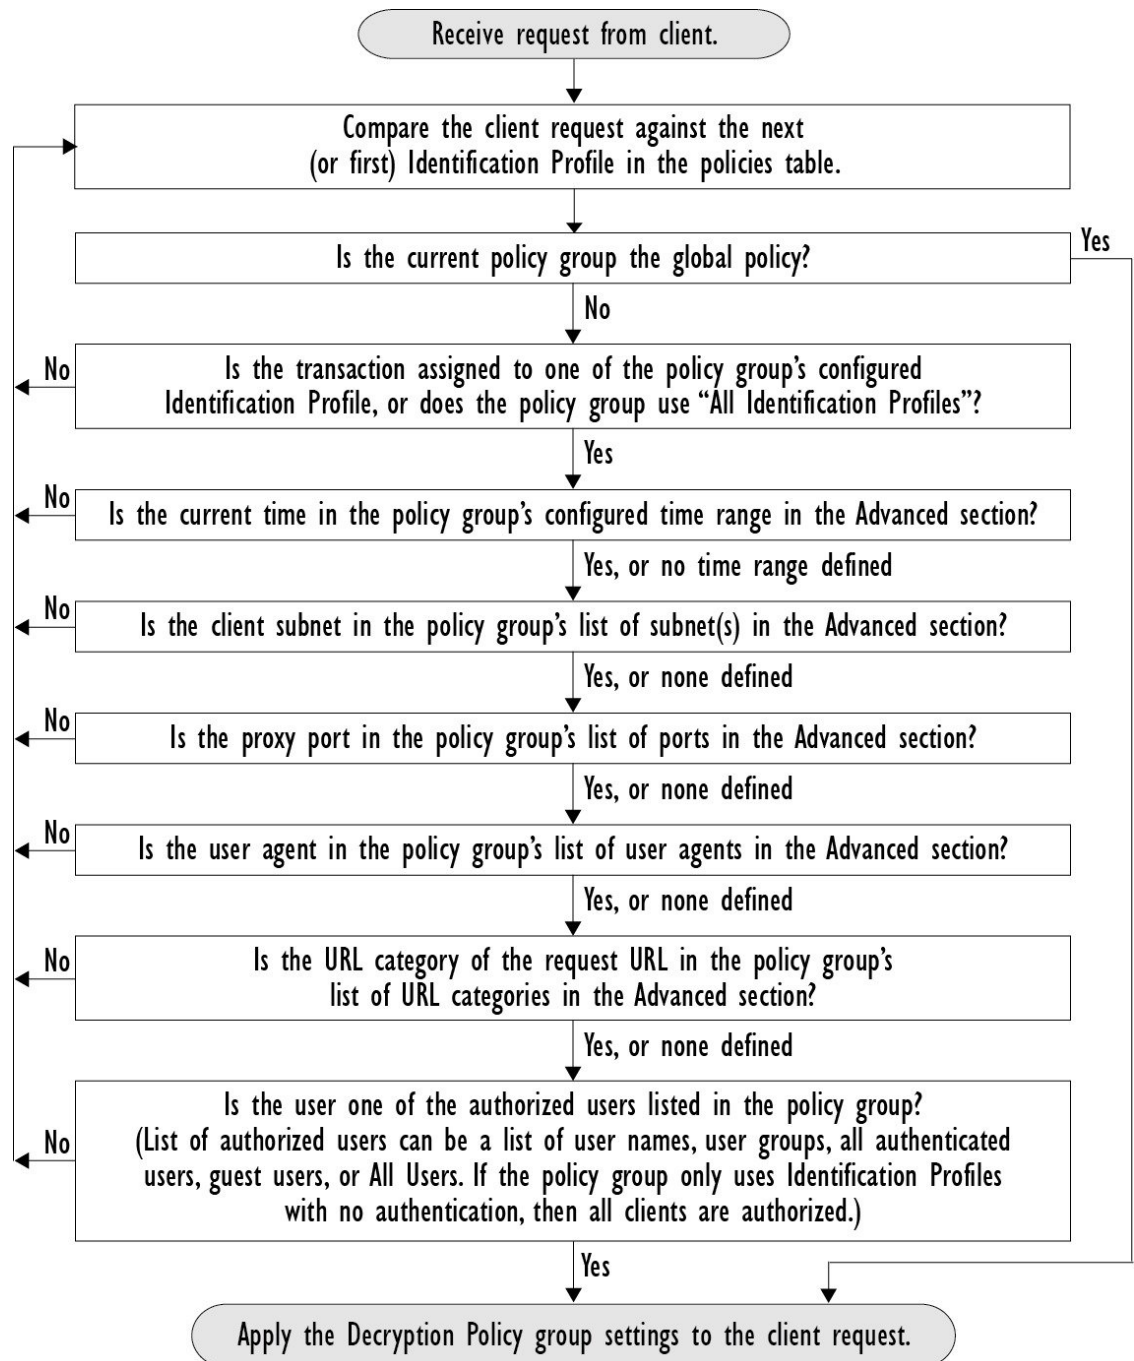 Receive request from client.
Compare the client request against the next
(or first) Identification Profile in the policies table.
Is the current policy group the global policy?
Yes
No
Is the transaction assigned to one of the policy group's configured
Identification Profile, or does the policy group use “All Identification Profiles”?
No
Yes
Is the current time in the policy group's configured time range in the Advanced section?
No
Yes, or no time range defined
Is the client subnet in the policy group's list of subnet(s) in the Advanced section?
No
Yes, or none defined
Is the proxy port in the policy group's list of ports in the Advanced section?
No
Yes, or none defined
Is the user agent in the policy group's list of user agents in the Advanced section?
No
Yes, or none defined
Is the URL category of the request URL in the policy group's
list of URL categories in the Advanced section?
No
Yes, or none defined
Is the user one of the authorized users listed in the policy group?
(List of authorized users can be a list of user names, user groups, all authenticated
users, guest users, or All Users. If the policy group only uses Identification Profiles
with no authentication, then all clients are authorized.)
No
Yes
Apply the Decryption Policy group settings to the client request.